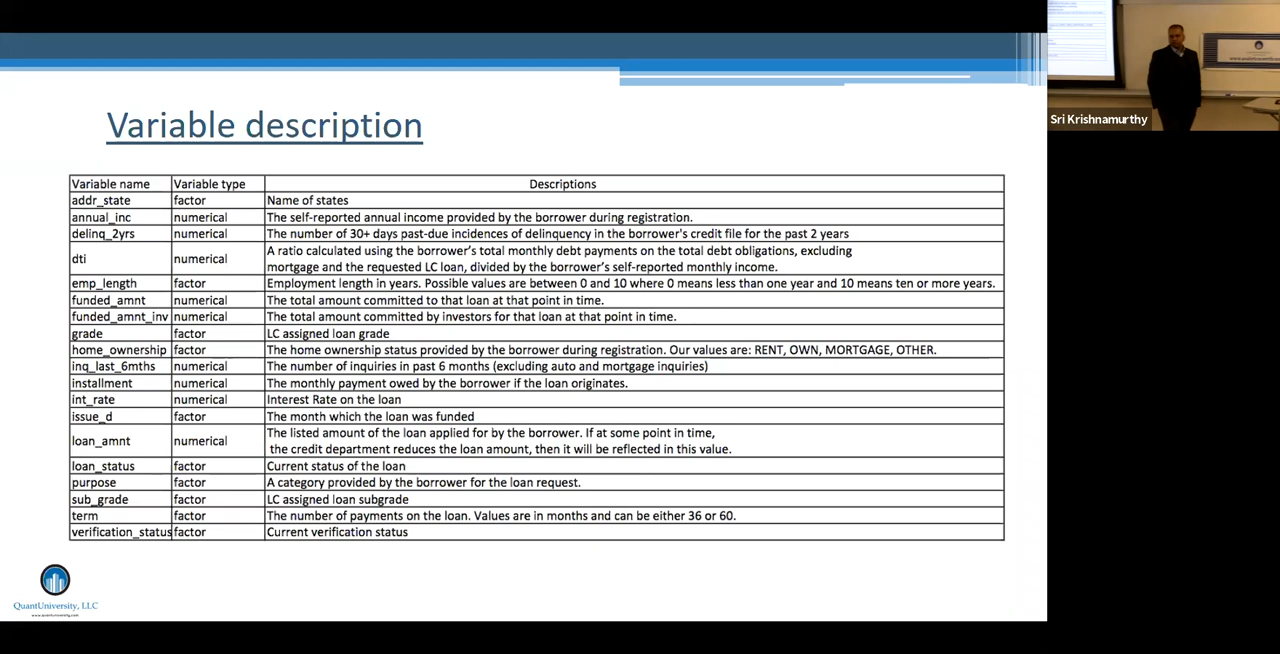 Variable description
Variable name Variable type Descriptions
addr_state factor Name of states
annual_inc numerical The self-reported annual income provided by the borrower during registration.
delinq_2yrs numerical The number of 30+ days past-due incidences of delinquency in the borrower's credit file for the past 2 years
dti numerical A ratio calculated using the borrower's total monthly debt payments on the total debt obligations, excluding
mortgage and the requested LC loan, divided by the borrower's self-reported monthly income.
emp_length factor Employment length in years. Possible values are between 0 and 10 where 0 means less than one year and 10 means ten or more years.
funded_amnt numerical The total amount committed to that loan at that point in time.
funded_amnt_inv numerical The total amount committed by investors for that loan at that point in time.
grade factor LC assigned loan grade
home_ownership factor The home ownership status provided by the borrower during registration. Our values are: RENT, OWN, MORTGAGE, OTHER.
inq_last_6mths numerical The number of inquiries in past 6 months (excluding auto and mortgage inquiries)
installment numerical The monthly payment owed by the borrower if the loan originates.
int_rate numerical Interest Rate on the loan
issue_d factor The month which the loan was funded
loan_amnt numerical The listed amount of the loan applied for by the borrower. If at some point in time,
the credit department reduces the loan amount, then it will be reflected in this value.
loan_status factor Current status of the loan
purpose factor A category provided by the borrower for the loan request.
sub_grade factor LC assigned loan subgrade
term factor The number of payments on the loan. Values are in months and can be either 36 or 60.
verification_status factor Current verification status
QuantUniversity, LLC
www.quantuniversity.com
Sri Krishnamurthy